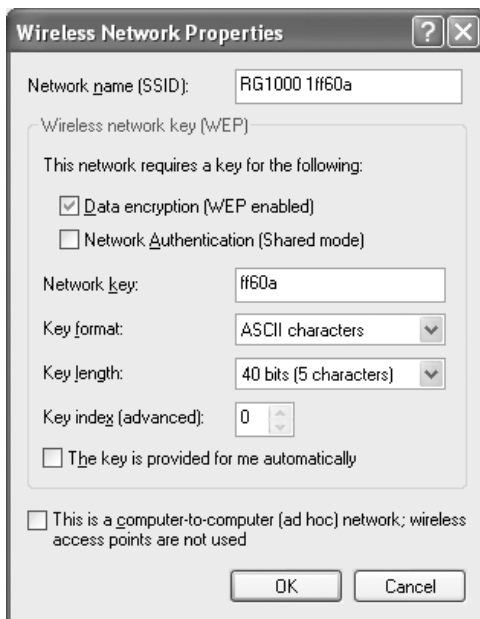 Wireless Network Properties
Network name (SSID): RG1000 1ff60a
Wireless network key (WEP)
This network requires a key for the following:
Data encryption (WEP enabled)
Network Authentication (Shared mode)
Network key: ff60a
Key format: ASCII characters
Key length: 40 bits (5 characters)
Key index (advanced): 0
The key is provided for me automatically
This is a computer-to-computer (ad hoc) network; wireless
access points are not used
OK Cancel